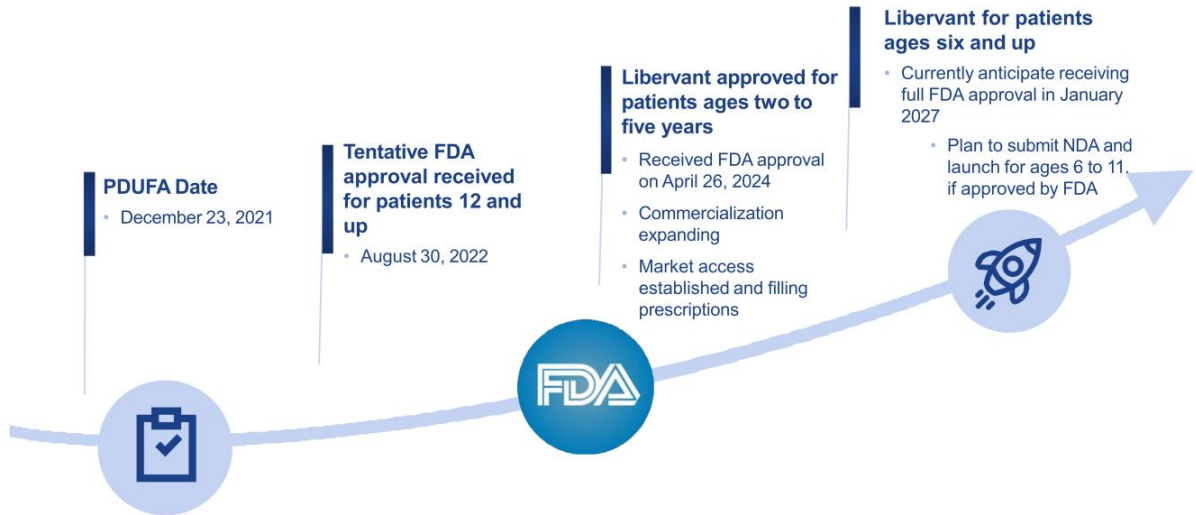 PDUFA Date
• December 23, 2021
Tentative FDA
approval received
for patients 12 and
up
• August 30, 2022
Libervant approved for
patients ages two to
five years
• Received FDA approval
on April 26, 2024
• Commercialization
expanding
• Market access
established and filling
prescriptions
Libervant for patients
ages six and up
• Currently anticipate receiving
full FDA approval in January
2027
• Plan to submit NDA and
launch for ages 6 to 11,
if approved by FDA
FDA